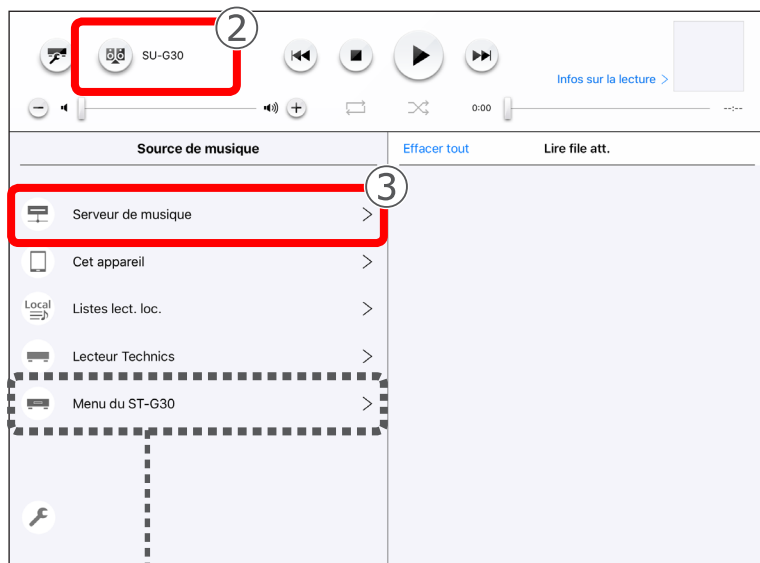 ②
SU-G30
Infos sur la lecture >
0:00
--:--
Source de musique
Effacer tout
Lire file att.
③
Serveur de musique
Cet appareil
Local
Listes lect. loc.
Lecteur Technics
Menu du ST-G30